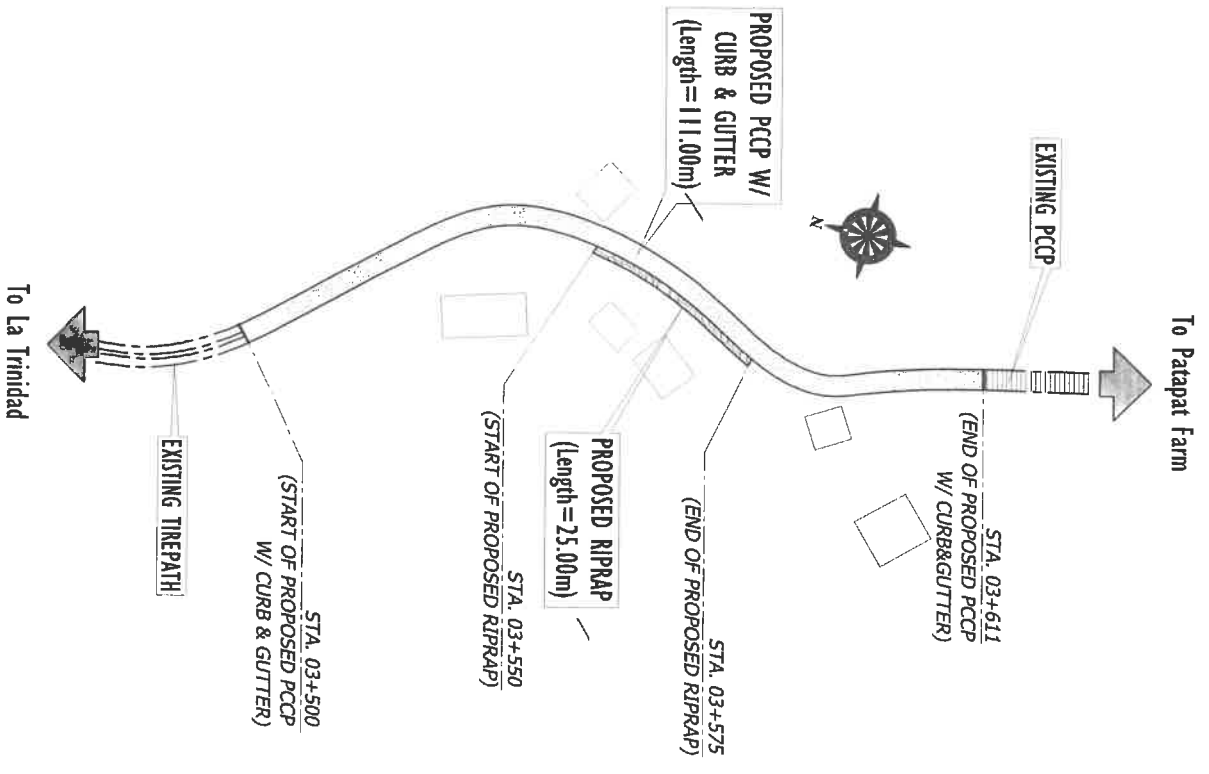 To Patapat Farm
EXISTING PCCP
PROPOSED PCCP W/
CURB & GUTTER
(Length=111.00m)
N
STA. 03+611
(END OF PROPOSED PCCP
W/ CURB&GUTTER)
STA. 03+575
(END OF PROPOSED RIPRAP)
PROPOSED RIPRAP
(Length=25.00m)
STA. 03+550
(START OF PROPOSED RIPRAP)
STA. 03+500
(START OF PROPOSED PCCP
W/ CURB & GUTTER)
EXISTING TIREPATH
To La Trinidad